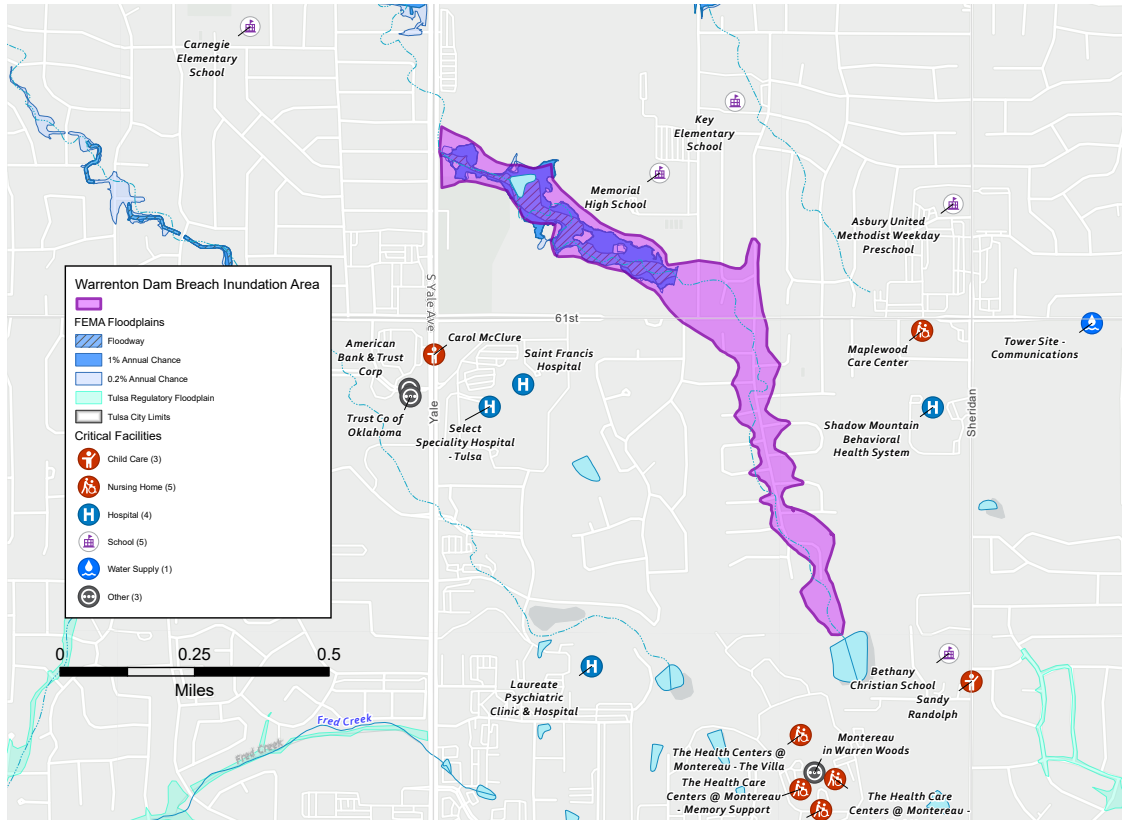 Carnegie
Elementary
School
Key
Elementary
School
Memorial
High School
Asbury United
Methodist Weekday
Preschool
S Yale Ave
61st
American
Bank & Trust
Corp
Carol McClure
Saint Francis
Hospital
Maplewood
Care Center
Tower Site -
Communications
Trust Co of
Oklahoma
Yale
Select
Speciality Hospital
- Tulsa
Shadow Mountain
Behavioral
Health System
Sheridan
Warrenton Dam Breach Inundation Area
FEMA Floodplains
Floodway
1% Annual Chance
0.2% Annual Chance
Tulsa Regulatory Floodplain
Tulsa City Limits
Critical Facilities
Child Care (3)
Nursing Home (5)
Hospital (4)
School (5)
Water Supply (1)
Other (3)
0 0.25 0.5
Miles
Laureate
Psychiatric
Clinic & Hospital
Bethany
Christian School
Sandy
Randolph
Fred Creek
Fred Creek
Montereau
in Warren Woods
The Health Centers @
Montereau - The Villa
The Health Care
Centers @ Montereau
- Memory Support
The Health Care
Centers @ Montereau -